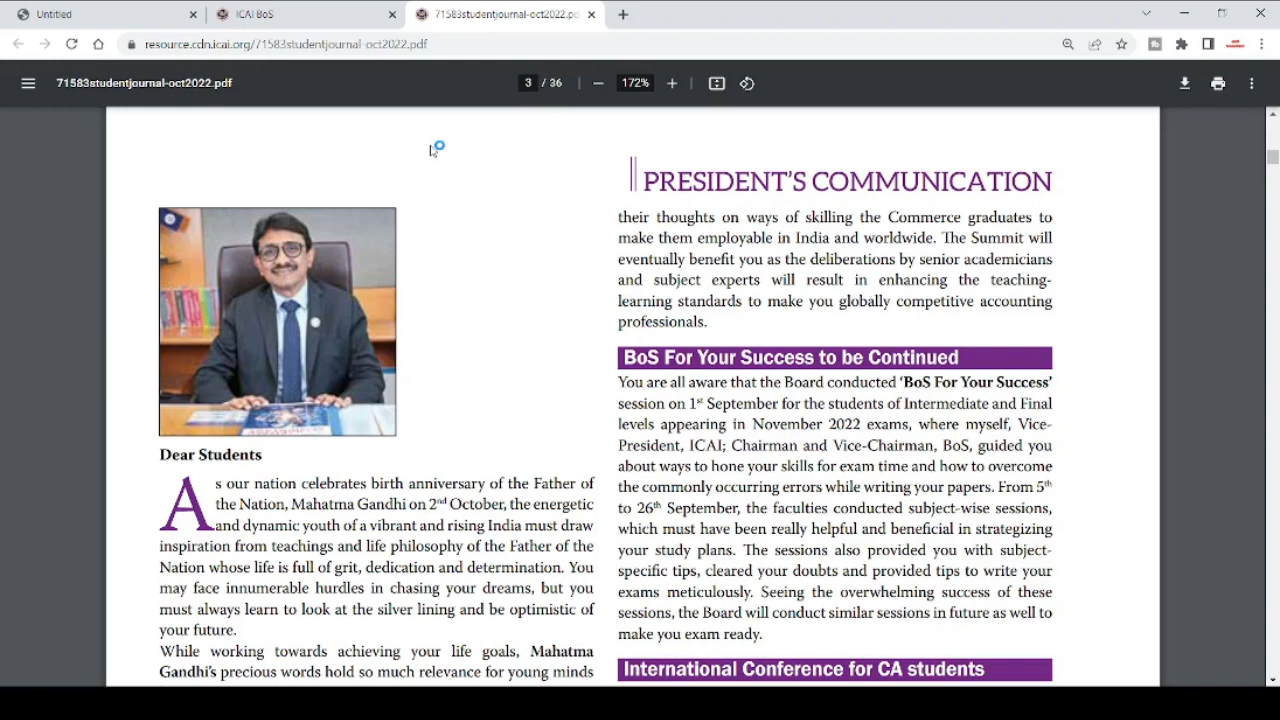 Untitled
ICAI BoS
71583studentjournal-oct2022.pd
resource.cdn.icai.org/71583studentjournal-oct2022.pdf
71583studentjournal-oct2022.pdf
3 / 36
172%
PRESIDENT'S COMMUNICATION
Dear Students
As our nation celebrates birth anniversary of the Father of
the Nation, Mahatma Gandhi on 2nd October, the energetic
and dynamic youth of a vibrant and rising India must draw
inspiration from teachings and life philosophy of the Father of the
Nation whose life is full of grit, dedication and determination. You
may face innumerable hurdles in chasing your dreams, but you
must always learn to look at the silver lining and be optimistic of
your future.
While working towards achieving your life goals, Mahatma
Gandhi's precious words hold so much relevance for young minds
their thoughts on ways of skilling the Commerce graduates to
make them employable in India and worldwide. The Summit will
eventually benefit you as the deliberations by senior academicians
and subject experts will result in enhancing the teaching-
learning standards to make you globally competitive accounting
professionals.
BoS For Your Success to be Continued
You are all aware that the Board conducted 'BoS For Your Success'
session on 1st September for the students of Intermediate and Final
levels appearing in November 2022 exams, where myself, Vice-
President, ICAI; Chairman and Vice-Chairman, BoS, guided you
about ways to hone your skills for exam time and how to overcome
the commonly occurring errors while writing your papers. From 5th
to 26th September, the faculties conducted subject-wise sessions,
which must have been really helpful and beneficial in strategizing
your study plans. The sessions also provided you with subject-
specific tips, cleared your doubts and provided tips to write your
exams meticulously. Seeing the overwhelming success of these
sessions, the Board will conduct similar sessions in future as well to
make you exam ready.
International Conference for CA students